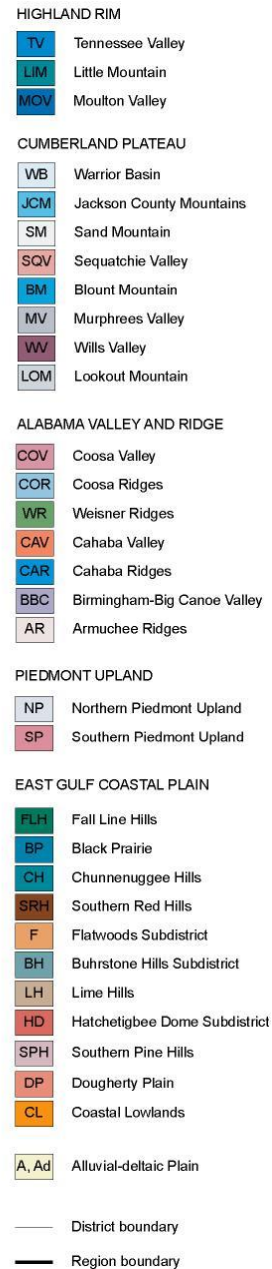 HIGHLAND RIM
TV Tennessee Valley
LIM Little Mountain
MOV Moulton Valley
CUMBERLAND PLATEAU
WB Warrior Basin
JCM Jackson County Mountains
SM Sand Mountain
SQV Sequatchie Valley
BM Blount Mountain
MV Murphrees Valley
WV Wills Valley
LOM Lookout Mountain
ALABAMA VALLEY AND RIDGE
COV Coosa Valley
COR Coosa Ridges
WR Weisner Ridges
CAV Cahaba Valley
CAR Cahaba Ridges
BBC Birmingham-Big Canoe Valley
AR Armuchee Ridges
PIEDMONT UPLAND
NP Northern Piedmont Upland
SP Southern Piedmont Upland
EAST GULF COASTAL PLAIN
FLH Fall Line Hills
BP Black Prairie
CH Chunnenuggee Hills
SRH Southern Red Hills
F Flatwoods Subdistrict
BH Buhrstone Hills Subdistrict
LH Lime Hills
HD Hatchetigbee Dome Subdistrict
SPH Southern Pine Hills
DP Dougherty Plain
CL Coastal Lowlands
A, Ad Alluvial-deltaic Plain
District boundary
Region boundary